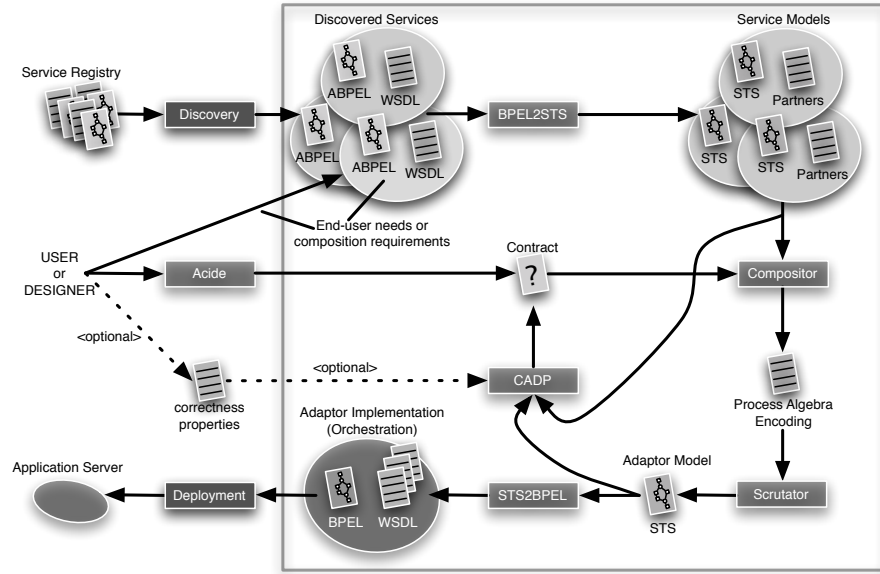 Discovered Services
Service Models
Service Registry
ABPEL
WSDL
STS
Partners
Discovery
BPEL2STS
ABPEL
ABPEL
WSDL
STS
STS
Partners
End-user needs or
composition requirements
USER
or
DESIGNER
Acide
Contract
?
Compositor
<optional>
<optional>
CADP
correctness
properties
Process Algebra
Encoding
Adaptor Implementation
(Orchestration)
Application Server
Adaptor Model
Deployment
BPEL
WSDL
STS2BPEL
STS
Scrutator